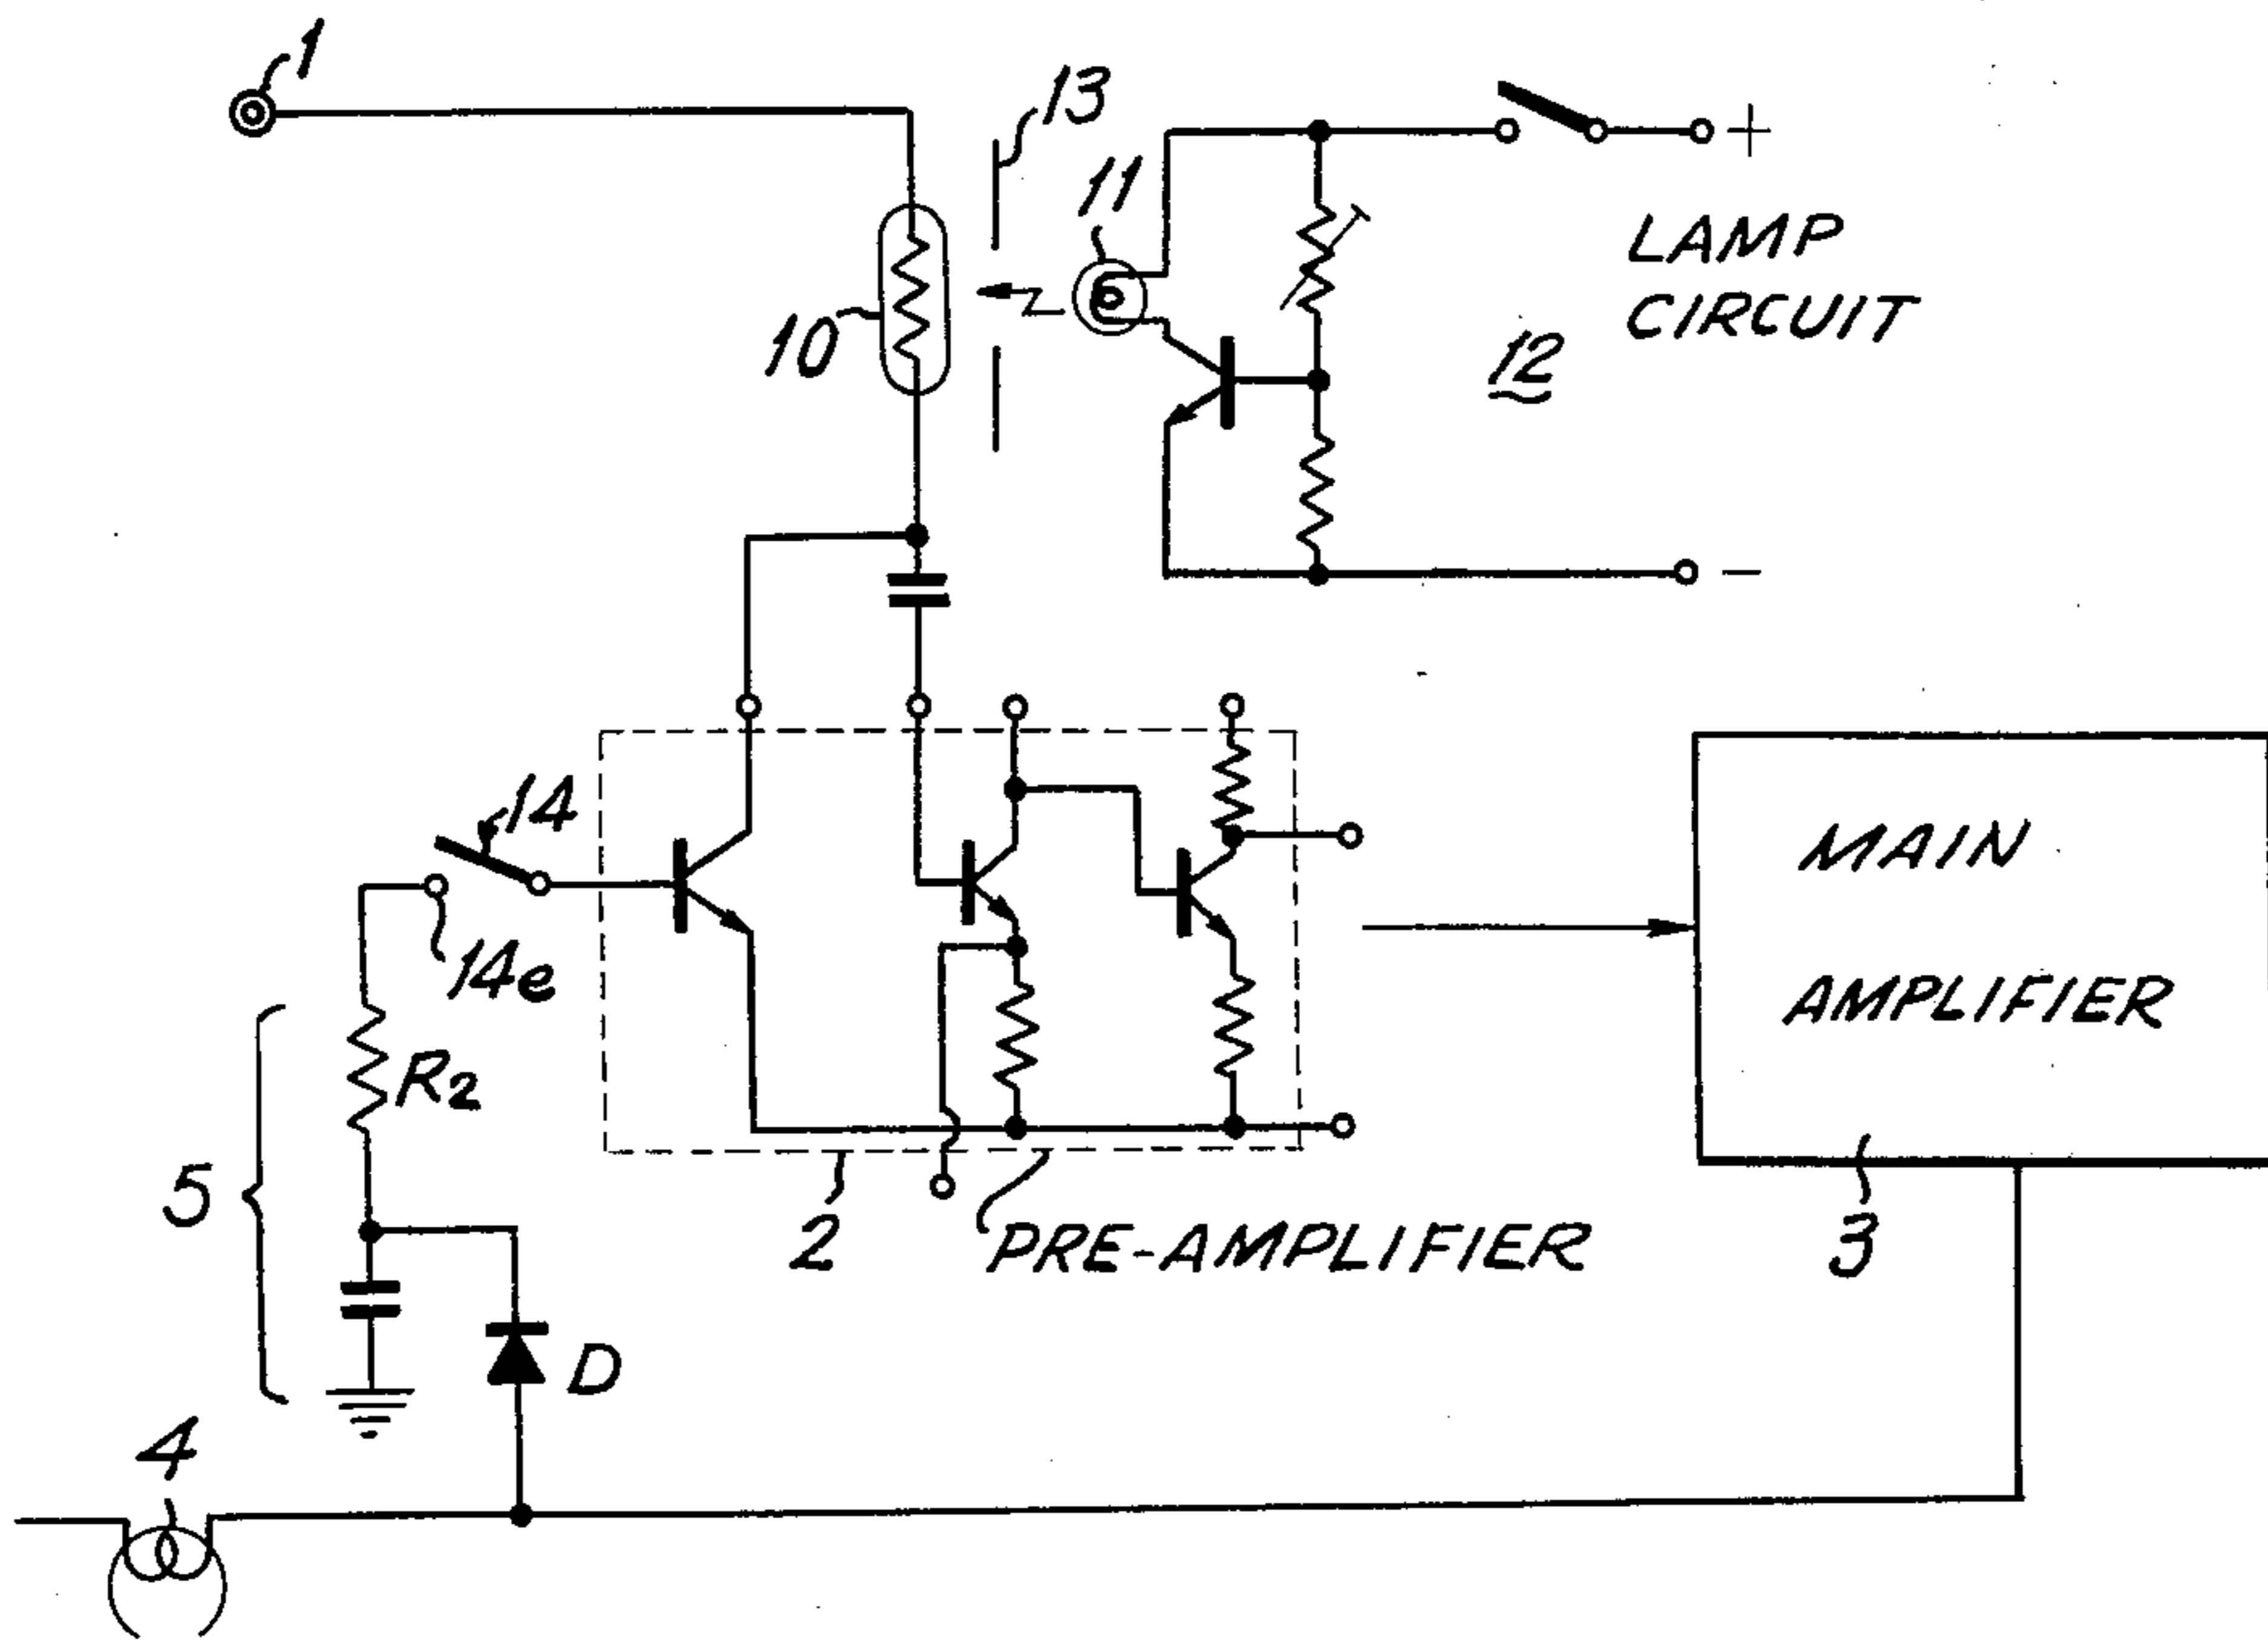 1
13
11
+
LAMP
CIRCUIT
10
12
-
14
MAIN
14e
AMPLIFIER
R2
5
2
PRE-AMPLIFIER
3
D
4